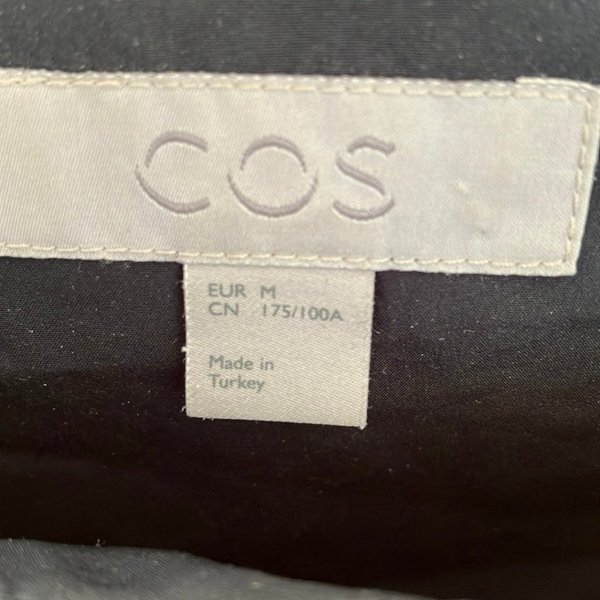 COS
EUR M
CN 175/100A
Made in
Turkey